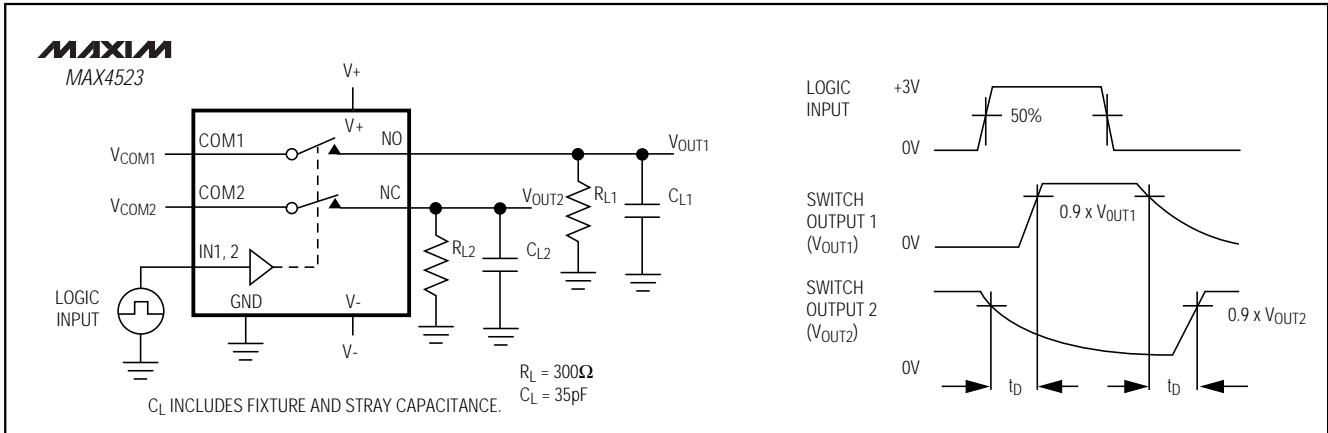 MAXIM
MAX4523
V+
V+
COM1
NO
VCOM1
VOUT1
COM2
NC
VCOM2
VOUT2
RL1
CL1
RL2
CL2
IN1, 2
LOGIC
INPUT
GND
V-
V-
RL = 300Ω
CL = 35pF
CL INCLUDES FIXTURE AND STRAY CAPACITANCE.
LOGIC
INPUT
+3V
50%
0V
SWITCH
OUTPUT 1
(VOUT1)
0.9 x VOUT1
0V
SWITCH
OUTPUT 2
(VOUT2)
0.9 x VOUT2
0V
tD
tD